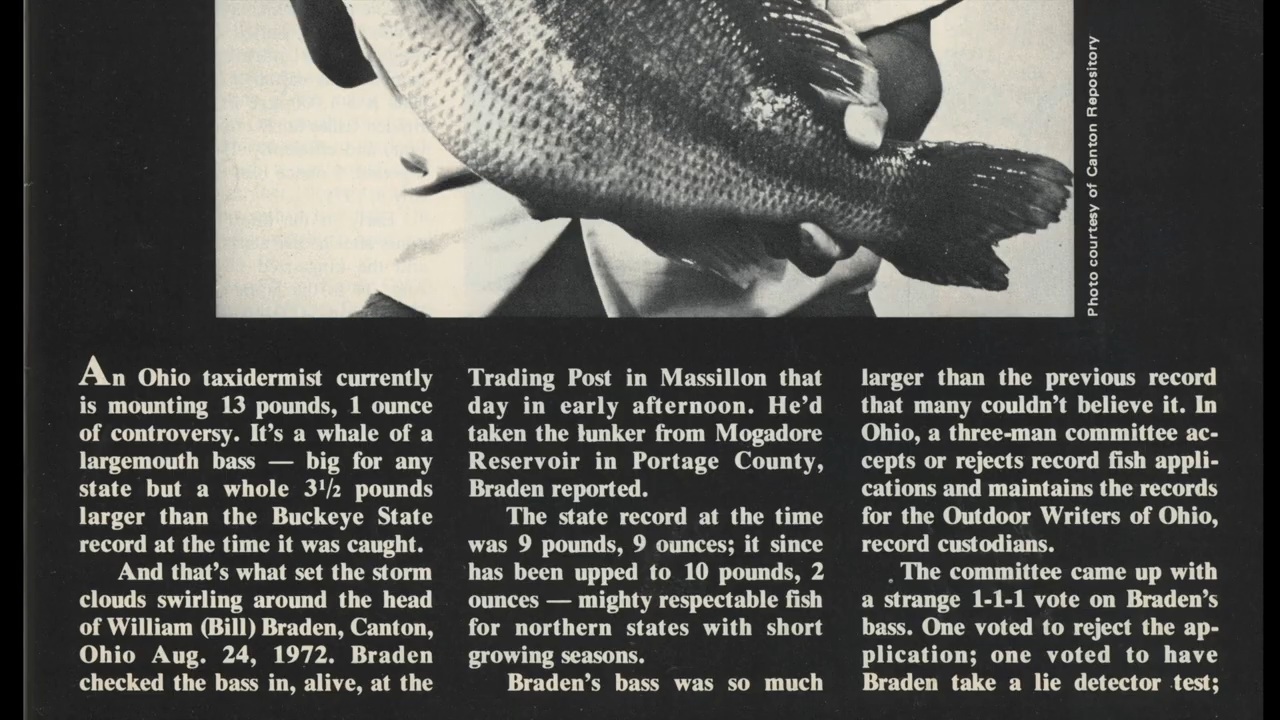 Photo courtesy of Canton Repository
An Ohio taxidermist currently
is mounting 13 pounds, 1 ounce
of controversy. It's a whale of a
largemouth bass — big for any
state but a whole 3 1/2 pounds
larger than the Buckeye State
record at the time it was caught.
And that's what set the storm
clouds swirling around the head
of William (Bill) Braden, Canton,
Ohio Aug. 24, 1972. Braden
checked the bass in, alive, at the
Trading Post in Massillon that
day in early afternoon. He'd
taken the lunker from Mogadore
Reservoir in Portage County,
Braden reported.
The state record at the time
was 9 pounds, 9 ounces; it since
has been upped to 10 pounds, 2
ounces — mighty respectable fish
for northern states with short
growing seasons.
Braden's bass was so much
larger than the previous record
that many couldn't believe it. In
Ohio, a three-man committee ac-
cepts or rejects record fish appli-
cations and maintains the records
for the Outdoor Writers of Ohio,
record custodians.
The committee came up with
a strange 1-1-1 vote on Braden's
bass. One voted to reject the ap-
plication; one voted to have
Braden take a lie detector test;